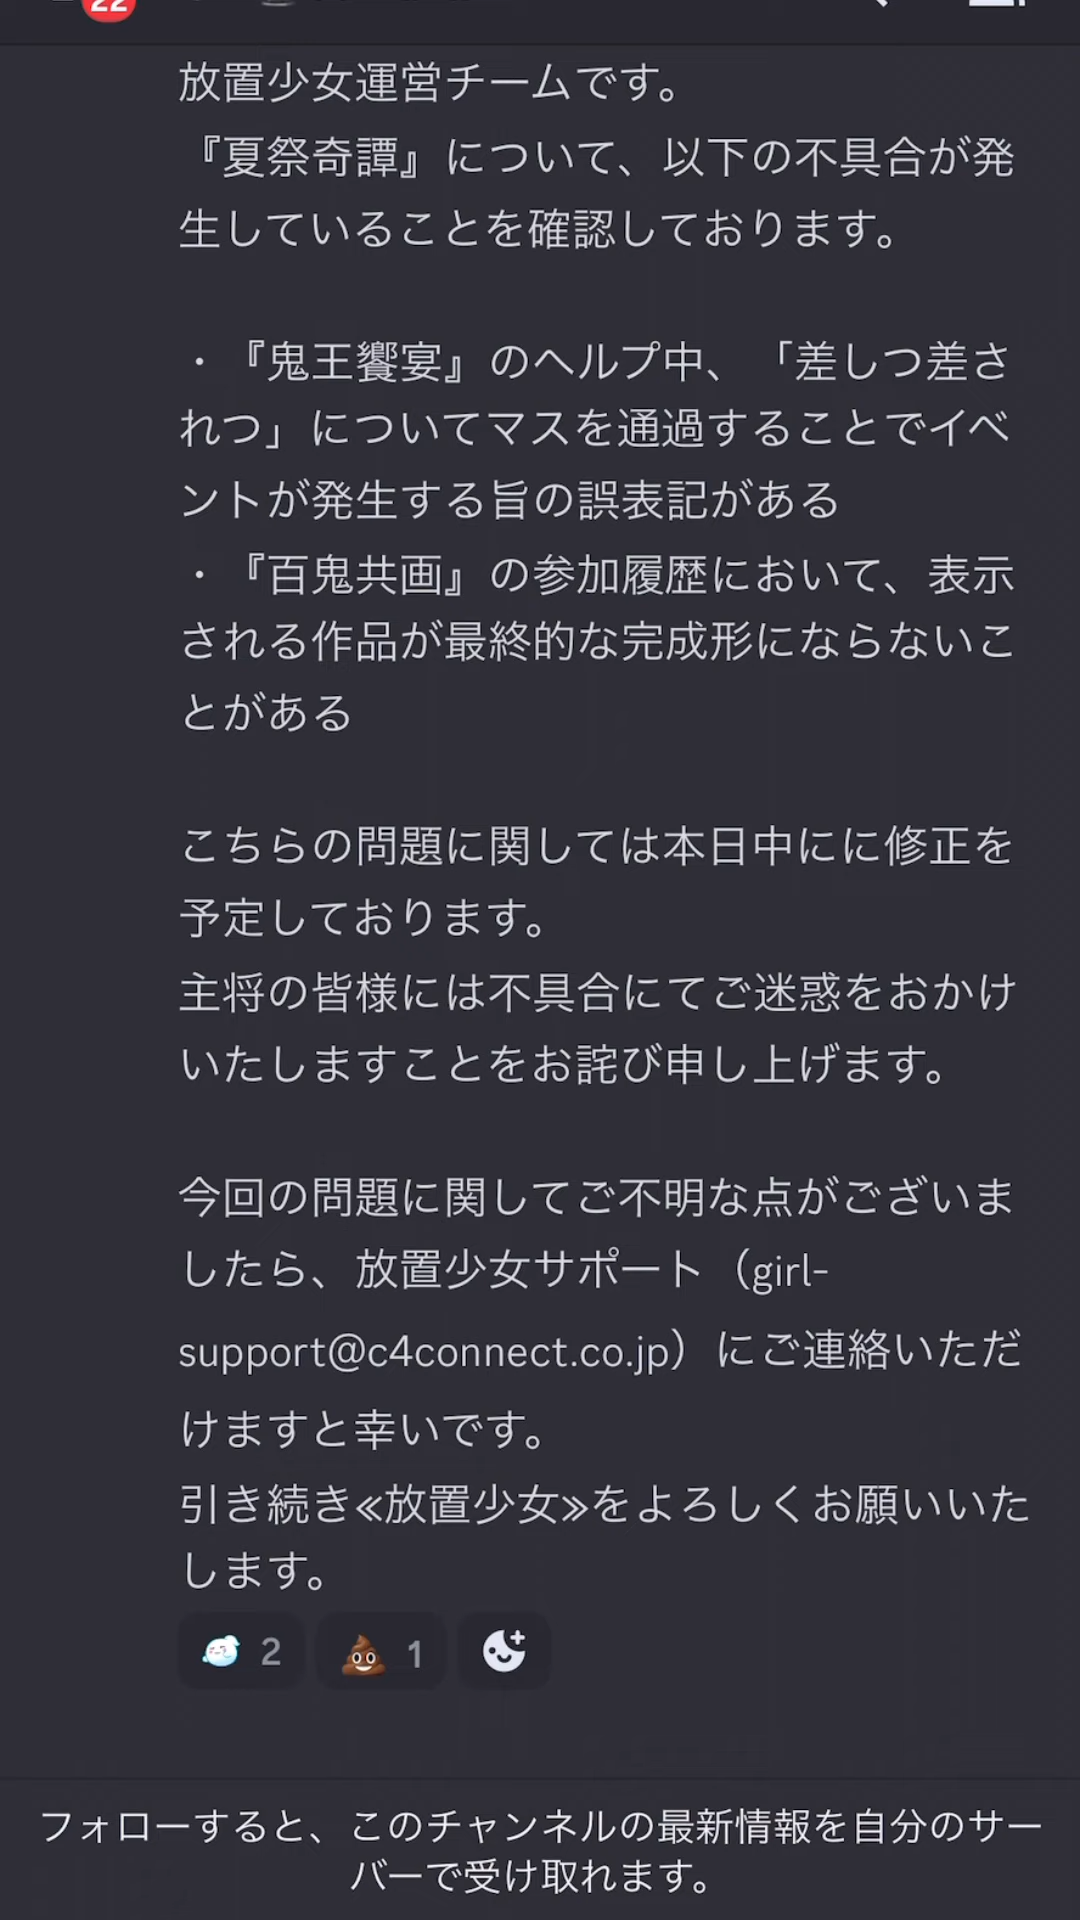 22
放置少女運営チームです。
『夏祭奇譚』について、以下の不具合が発
生していることを確認しております。
・『鬼王饗宴』のヘルプ中、「差しつ差さ
れつ」についてマスを通過することでイベ
ントが発生する旨の誤表記がある
・『百鬼共画』の参加履歴において、表示
される作品が最終的な完成形にならないこ
とがある
こちらの問題に関しては本日中にに修正を
予定しております。
主将の皆様には不具合にてご迷惑をおかけ
いたしますことをお詫び申し上げます。
今回の問題に関してご不明な点がございま
したら、放置少女サポート（girl-
support@c4connect.co.jp）にご連絡いただ
けますと幸いです。
引き続き≪放置少女≫をよろしくお願いいた
します。
2
1
フォローすると、このチャンネルの最新情報を自分のサー
バーで受け取れます。